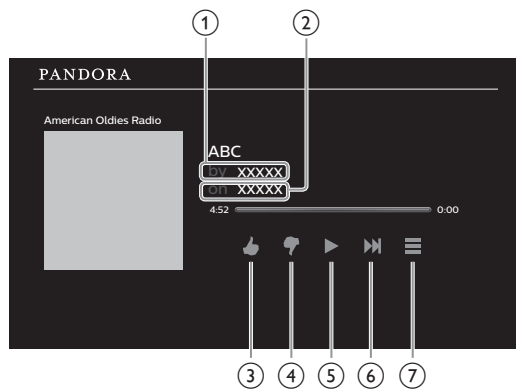 ① ②
PANDORA
American Oldies Radio
ABC
by xxxxx
on xxxxx
4:52 0:00
③ ④ ⑤ ⑥ ⑦